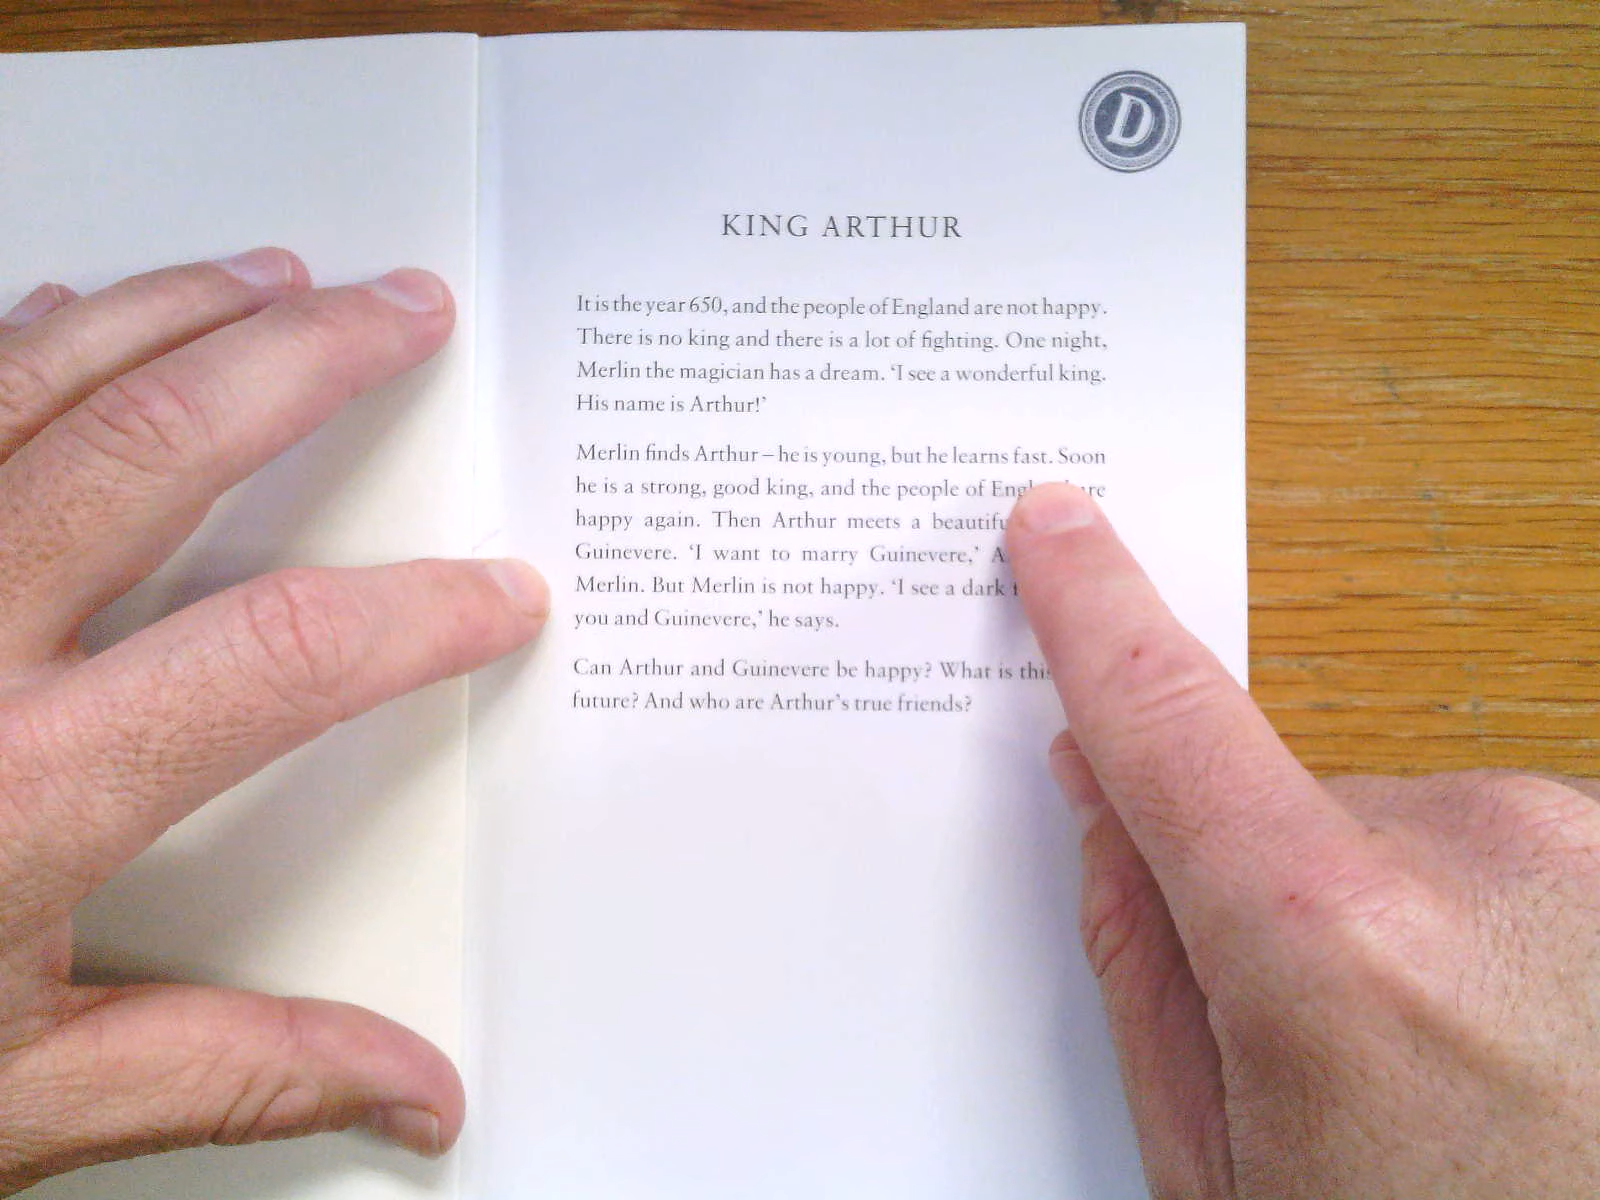 D
KING ARTHUR
It is the year 650, and the people of England are not happy.
There is no king and there is a lot of fighting. One night,
Merlin the magician has a dream. ‘I see a wonderful king.
His name is Arthur!’
Merlin finds Arthur – he is young, but he learns fast. Soon
he is a strong, good king, and the people of
happy again. Then Arthur meets a
Guinevere. ‘I want to marry Guinevere,’
Merlin. But Merlin is not happy. ‘I see a dark
you and Guinevere,’ he says.
Can Arthur and Guinevere be happy? What is
future? And who are Arthur’s true friends?